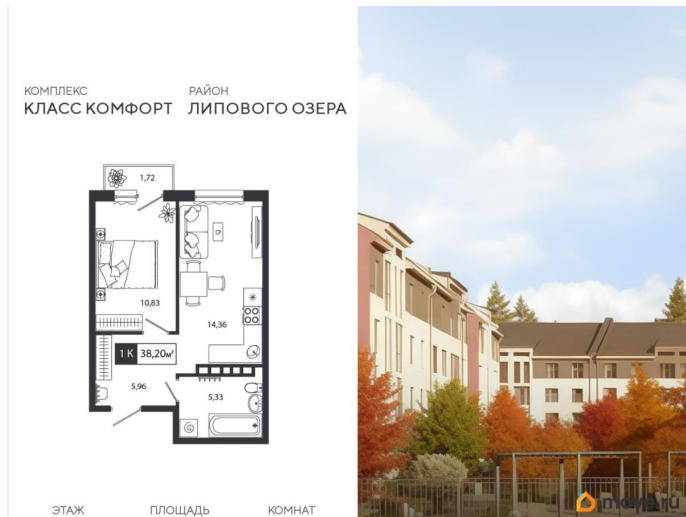 КОМПЛЕКС
КЛАСС КОМФОРТ
РАЙОН
ЛИПОВОГО ОЗЕРА
1,72
10,83
14,36
1 К 38,20м²
5,96
5,33
ЭТАЖ
ПЛОЩАДЬ
КОМНАТ
move.ru